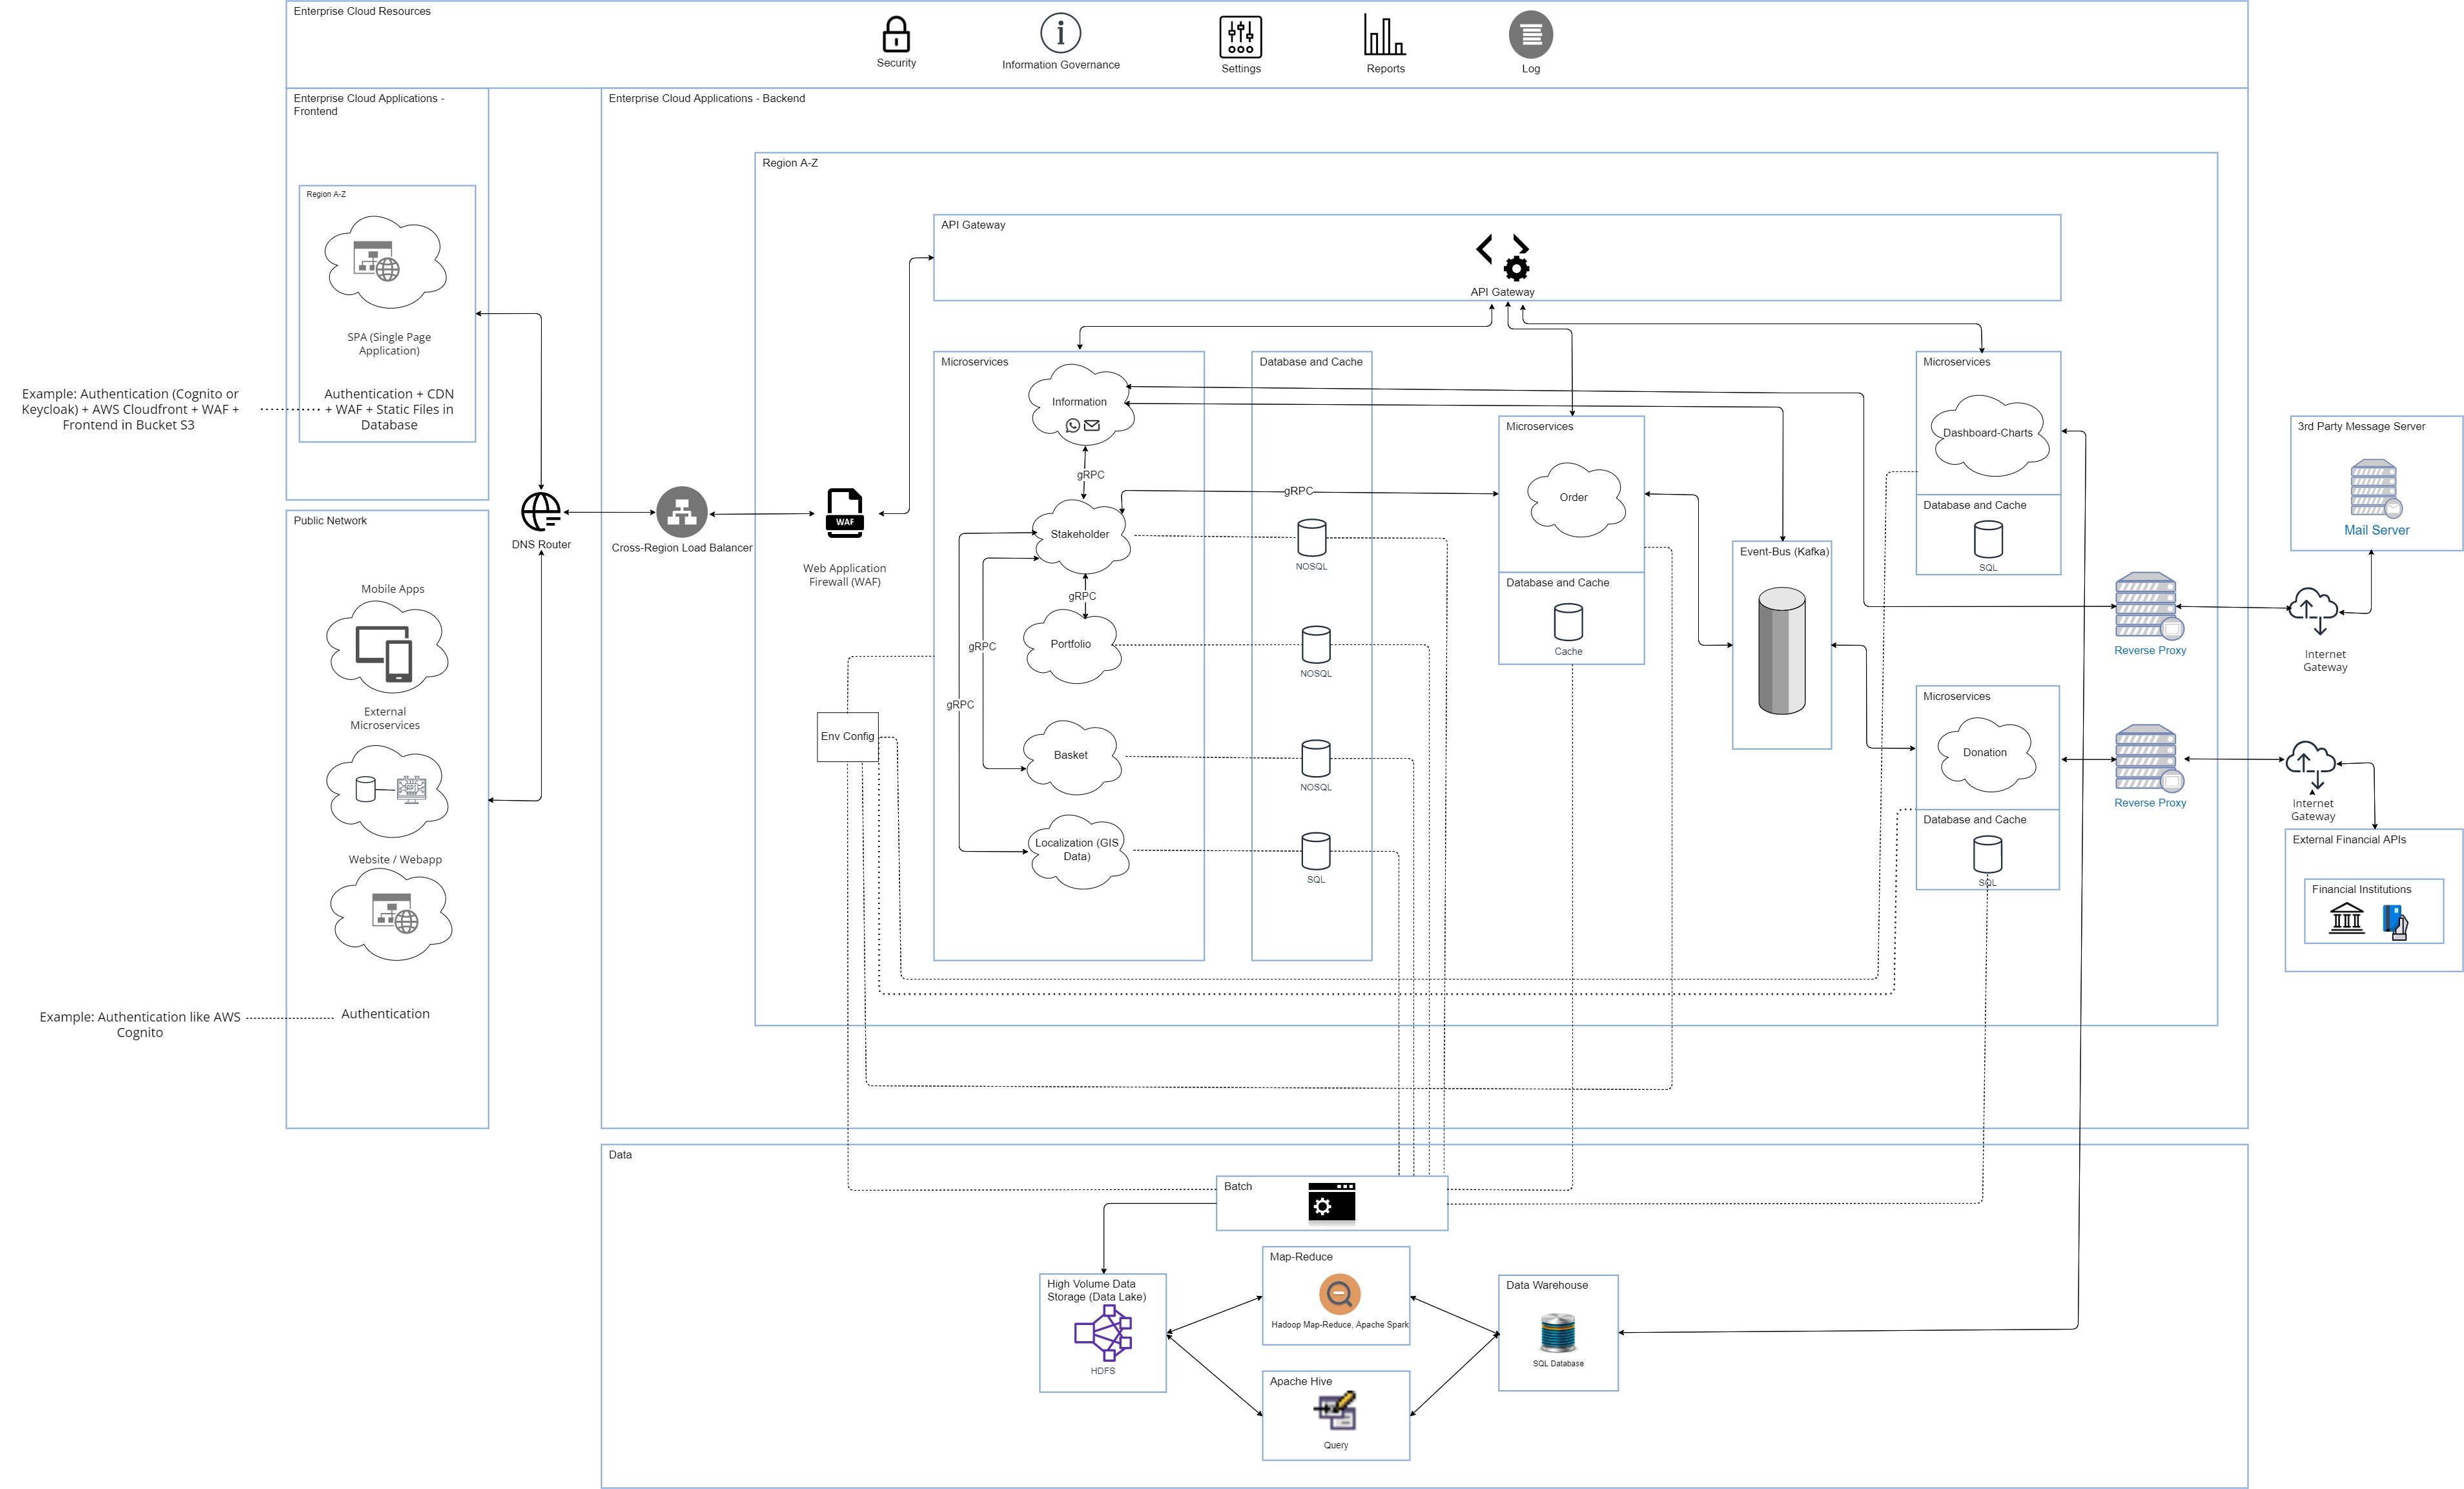 Enterprise Cloud Resources
Security
Information Governance
Settings
Reports
Log
Enterprise Cloud Applications -
Frontend
Region A-Z
SPA (Single Page
Application)
Authentication + CDN
+ WAF + Static Files in
Database
Example: Authentication (Cognito or
Keycloak) + AWS Cloudfront + WAF +
Frontend in Bucket S3
Public Network
Mobile Apps
External
Microservices
Website / Webapp
Authentication
Example: Authentication like AWS
Cognito
DNS Router
Cross-Region Load Balancer
Enterprise Cloud Applications - Backend
Region A-Z
WAF
Web Application
Firewall (WAF)
API Gateway
API Gateway
Env Config
Microservices
Information
gRPC
Stakeholder
gRPC
Portfolio
gRPC
gRPC
Basket
Localization (GIS
Data)
Database and Cache
gRPC
NOSQL
NOSQL
NOSQL
SQL
Microservices
Order
Database and Cache
Cache
Event-Bus (Kafka)
Microservices
Dashboard-Charts
Database and Cache
SQL
Microservices
Donation
Database and Cache
SQL
Reverse Proxy
Reverse Proxy
Internet
Gateway
Internet
Gateway
3rd Party Message Server
Mail Server
External Financial APIs
Financial Institutions
Data
Batch
High Volume Data
Storage (Data Lake)
HDFS
Map-Reduce
Hadoop Map-Reduce, Apache Spark
Apache Hive
Query
Data Warehouse
SQL Database